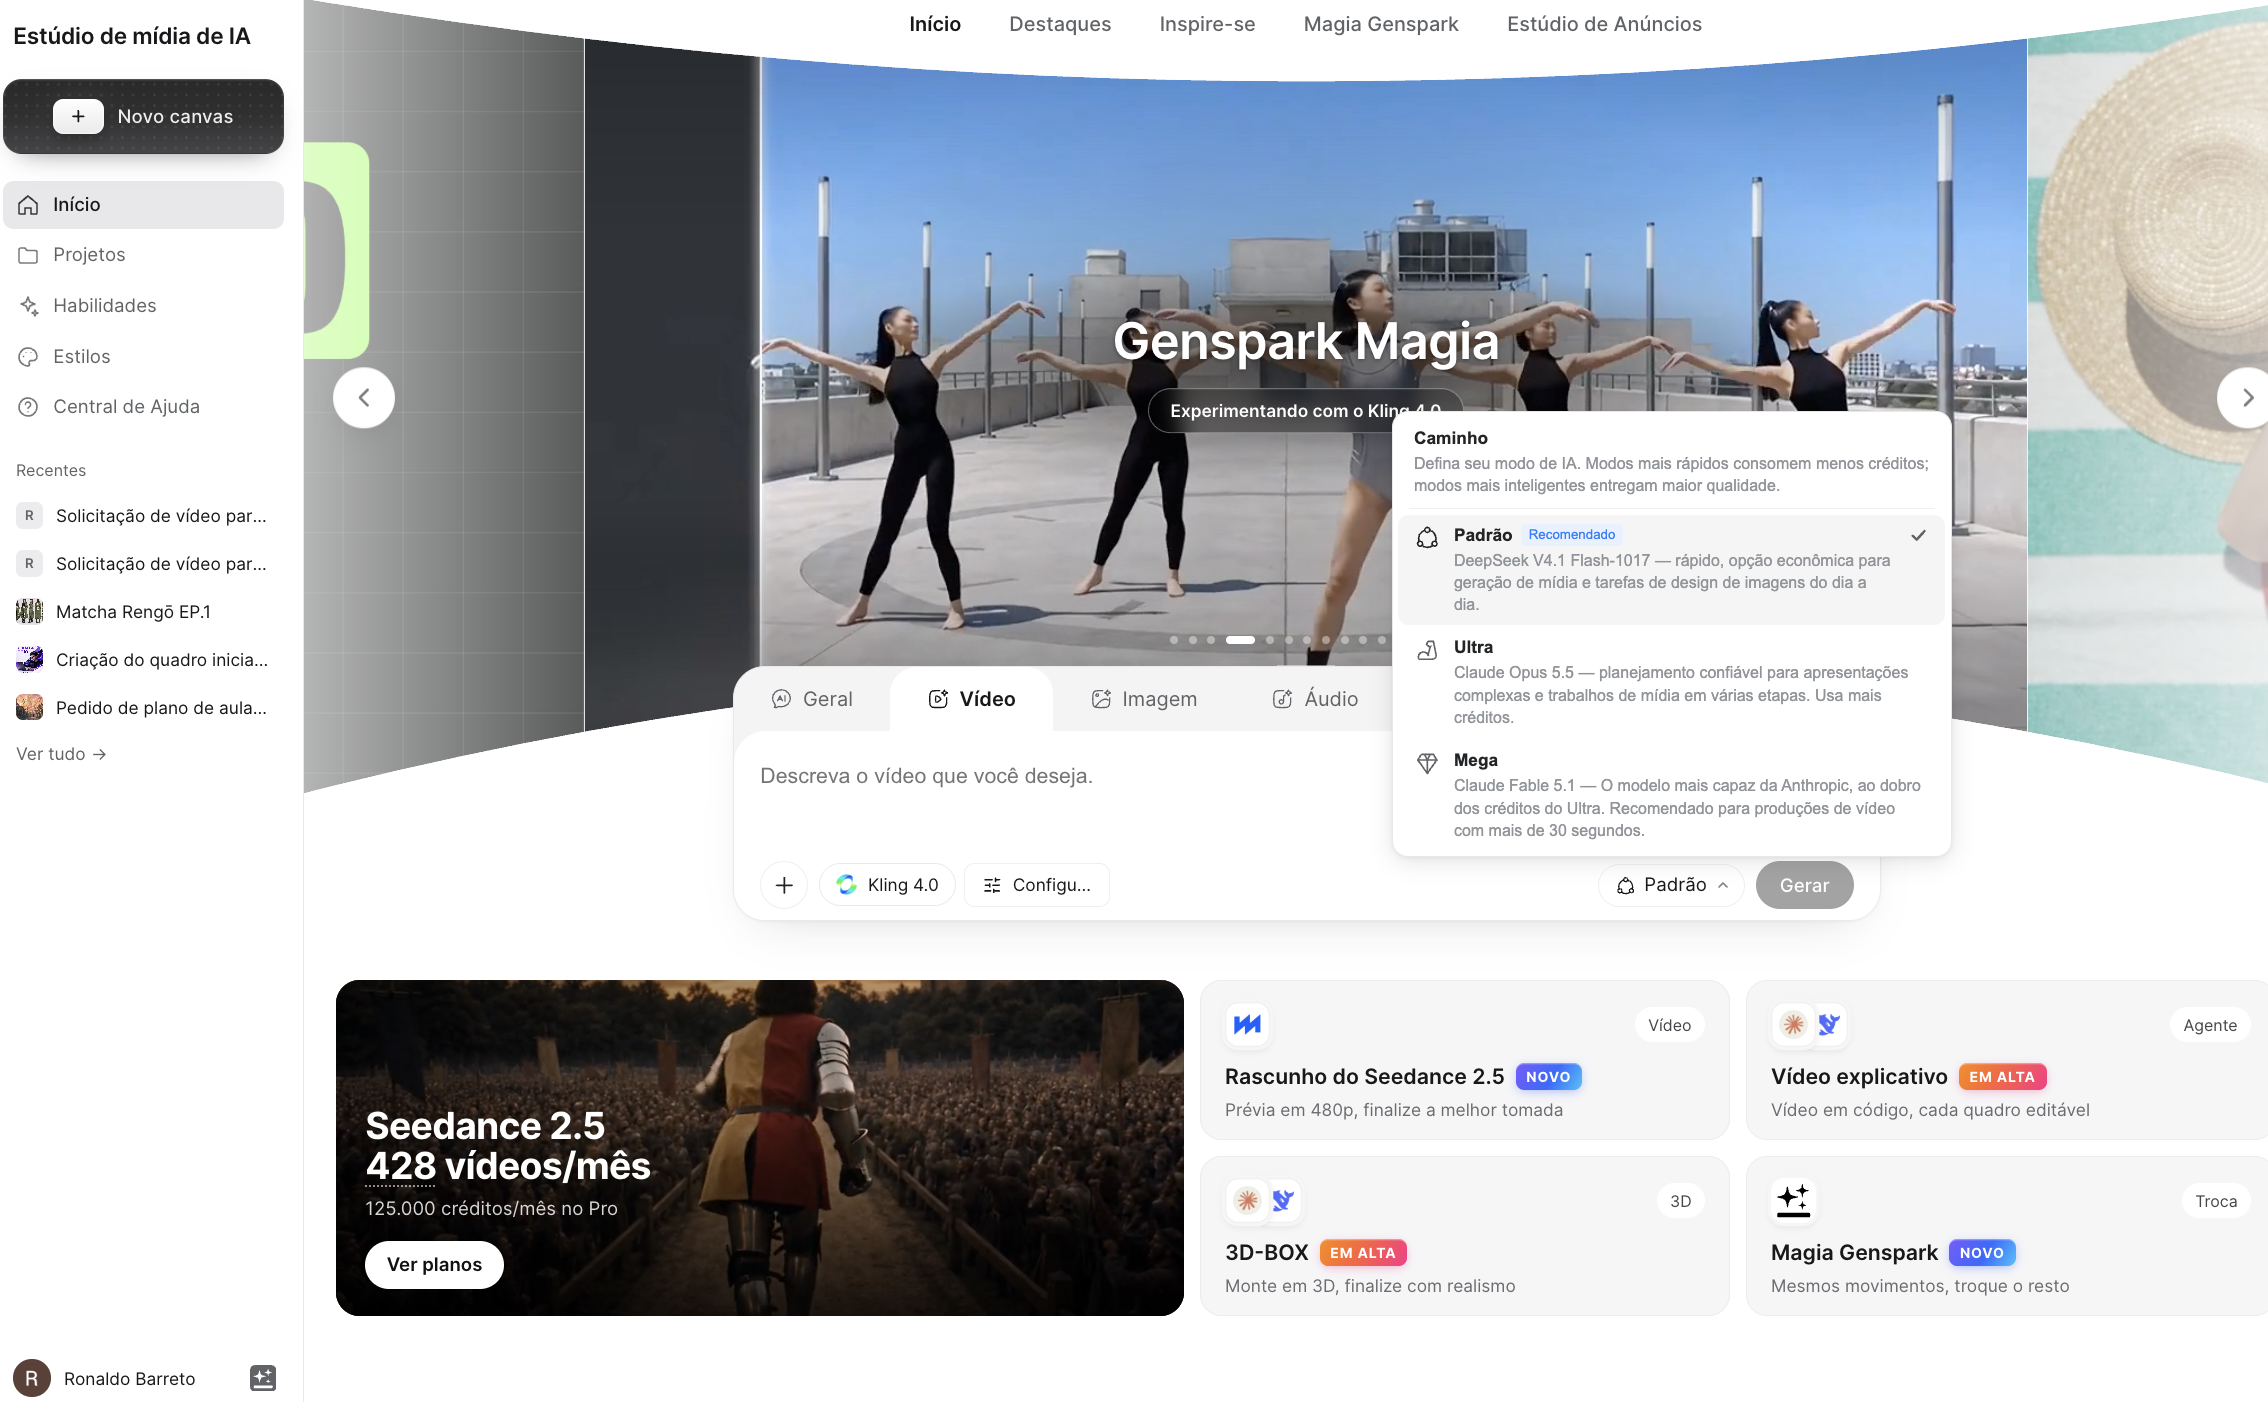 Estúdio de mídia de IA
Novo canvas
Início
Projetos
Habilidades
Estilos
Central de Ajuda
Recentes
R
Solicitação de vídeo par...
R
Solicitação de vídeo par...
Matcha Rengō EP.1
Criação do quadro inicia...
Pedido de plano de aula...
Ver tudo →
R
Ronaldo Barreto
Início
Destaques
Inspire-se
Magia Genspark
Estúdio de Anúncios
Genspark Magia
Experimentando com o Kling 4.0
Geral
Vídeo
Imagem
Áudio
Descreva o vídeo que você deseja.
Kling 4.0
Configu...
Padrão
Gerar
Caminho
Defina seu modo de IA. Modos mais rápidos consomem menos créditos;
modos mais inteligentes entregam maior qualidade.
Padrão
Recomendado
DeepSeek V4.1 Flash-1017 — rápido, opção econômica para
geração de mídia e tarefas de design de imagens do dia a
dia.
Ultra
Claude Opus 5.5 — planejamento confiável para apresentações
complexas e trabalhos de mídia em várias etapas. Usa mais
créditos.
Mega
Claude Fable 5.1 — O modelo mais capaz da Anthropic, ao dobro
dos créditos do Ultra. Recomendado para produções de vídeo
com mais de 30 segundos.
Seedance 2.5
428 vídeos/mês
125.000 créditos/mês no Pro
Ver planos
Vídeo
Rascunho do Seedance 2.5
NOVO
Prévia em 480p, finalize a melhor tomada
Agente
Vídeo explicativo
EM ALTA
Vídeo em código, cada quadro editável
3D
3D-BOX
EM ALTA
Monte em 3D, finalize com realismo
Troca
Magia Genspark
NOVO
Mesmos movimentos, troque o resto